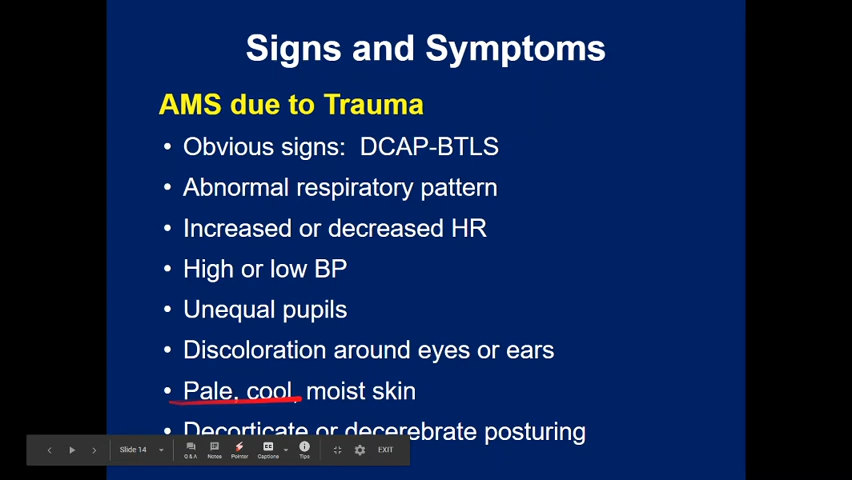 Signs and Symptoms
AMS due to Trauma
• Obvious signs: DCAP-BTLS
• Abnormal respiratory pattern
• Increased or decreased HR
• High or low BP
• Unequal pupils
• Discoloration around eyes or ears
• Pale, cool, moist skin
• Decorticate or decerebrate posturing
Slide 14 Q & A Notes Pointer Captions Tips EXIT